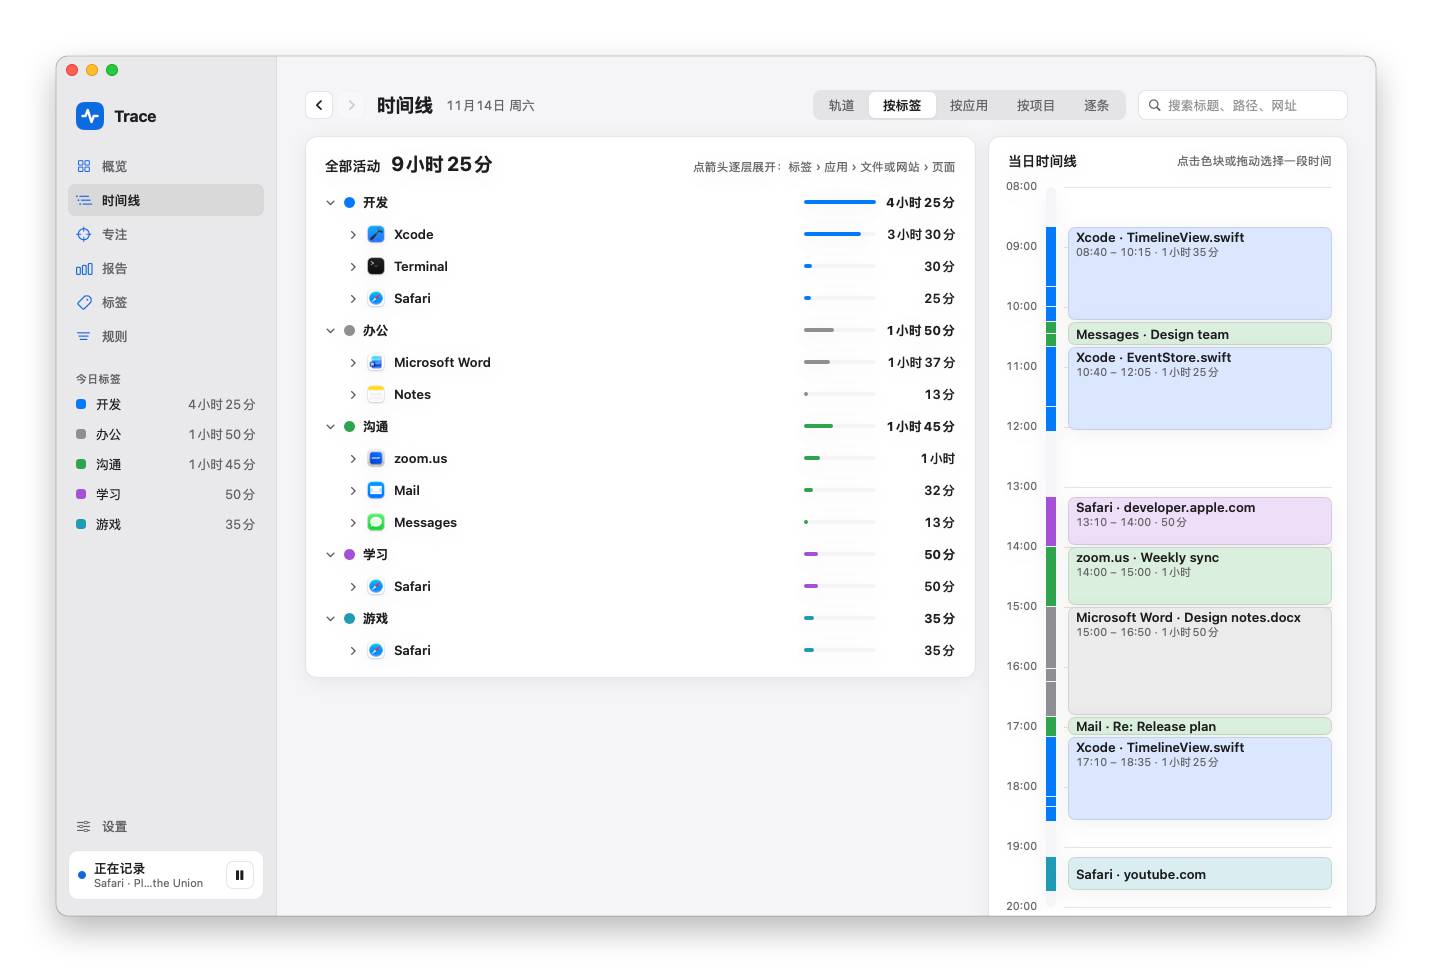 Trace
概览
时间线
专注
报告
标签
规则
今日标签
开发 4小时25分
办公 1小时50分
沟通 1小时45分
学习 50分
游戏 35分
设置
正在记录
Safari · Pl...the Union
时间线 11月14日 周六
轨道 按标签 按应用 按项目 逐条
搜索标题、路径、网址
全部活动 9小时25分
点箭头逐层展开：标签 › 应用 › 文件或网站 › 页面
开发 4小时25分
Xcode 3小时30分
Terminal 30分
Safari 25分
办公 1小时50分
Microsoft Word 1小时37分
Notes 13分
沟通 1小时45分
zoom.us 1小时
Mail 32分
Messages 13分
学习 50分
Safari 50分
游戏 35分
Safari 35分
当日时间线 点击色块或拖动选择一段时间
08:00
Xcode · TimelineView.swift
09:00
08:40 – 10:15 · 1小时35分
10:00
Messages · Design team
Xcode · EventStore.swift
11:00
10:40 – 12:05 · 1小时25分
12:00
13:00
Safari · developer.apple.com
13:10 – 14:00 · 50分
14:00
zoom.us · Weekly sync
14:00 – 15:00 · 1小时
15:00
Microsoft Word · Design notes.docx
15:00 – 16:50 · 1小时50分
16:00
17:00
Mail · Re: Release plan
Xcode · TimelineView.swift
17:10 – 18:35 · 1小时25分
18:00
19:00
Safari · youtube.com
20:00